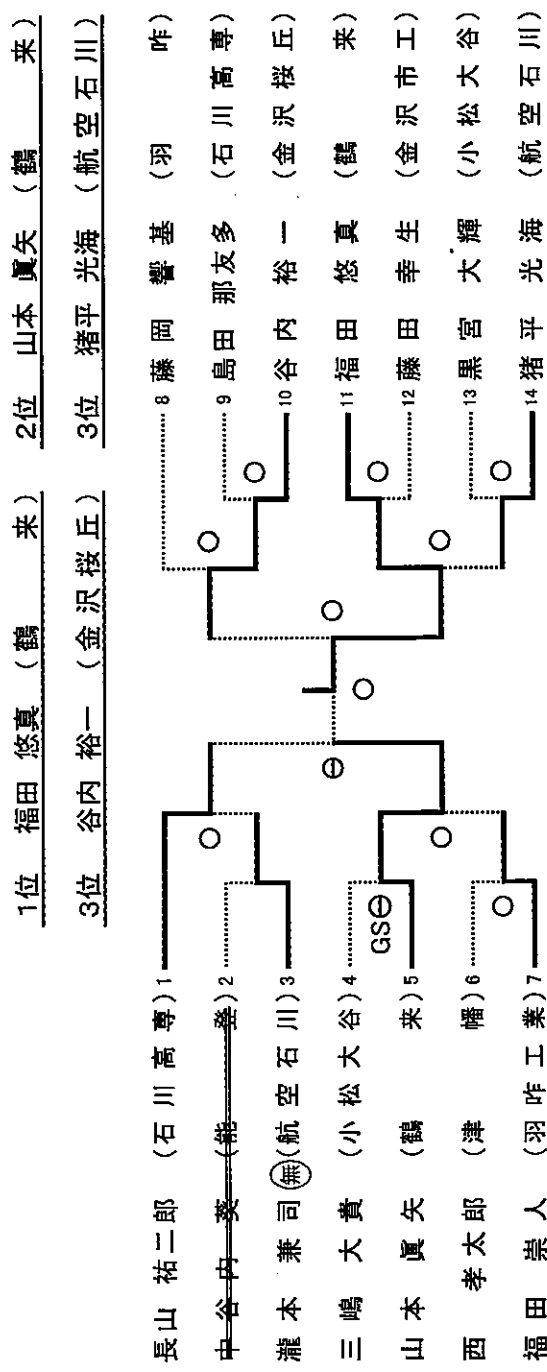 1位 福田 悠真 (鶴 来)
2位 山本 眞矢 (鶴 来)
3位 谷内 裕一 (金沢桜丘)
3位 猪平 光海 (航空石川)
長山 祐二郎 (石川高専) 1
中谷内 葵 (能 登) 2
瀧本 兼司 無 (航空石川) 3
三嶋 大貴 (小松大谷) 4
山本 眞矢 (鶴 来) 5
西 孝太郎 (津 幡) 6
福田 崇人 (羽咋工業) 7
GS
8 藤岡 響基 (羽 咋)
9 島田 那友多 (石川高専)
10 谷内 裕一 (金沢桜丘)
11 福田 悠真 (鶴 来)
12 藤田 幸生 (金沢市工)
13 黒宮 大輝 (小松大谷)
14 猪平 光海 (航空石川)